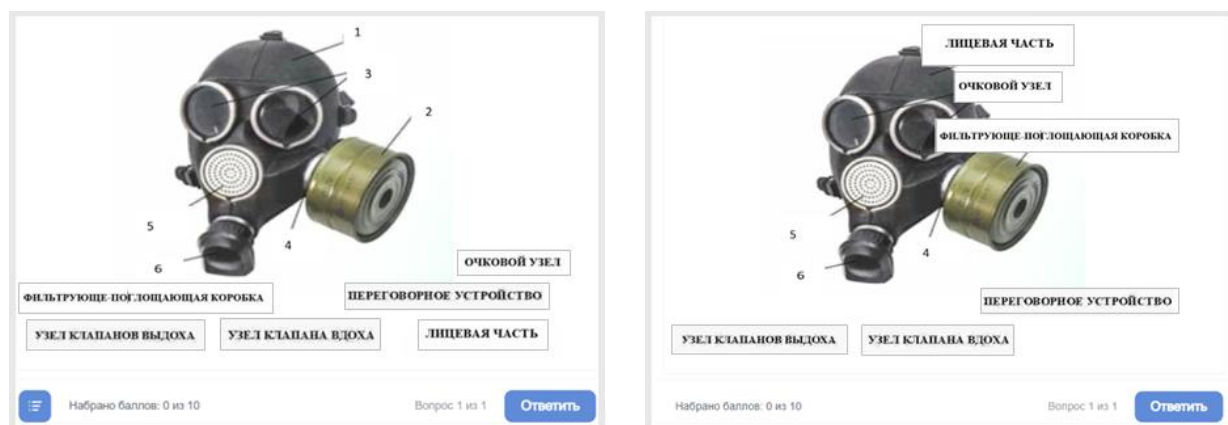 1
3
2
5
4
6
ОЧКОВОЙ УЗЕЛ
ФИЛЬТРУЮЩЕ-ПОГЛОЩАЮЩАЯ КОРОБКА
ПЕРЕГОВОРНОЕ УСТРОЙСТВО
УЗЕЛ КЛАПАНОВ ВЫДОХА
УЗЕЛ КЛАПАНА ВДОХА
ЛИЦЕВАЯ ЧАСТЬ
Набрано баллов: 0 из 10
Вопрос 1 из 1
Ответить
ЛИЦЕВАЯ ЧАСТЬ
ОЧКОВОЙ УЗЕЛ
ФИЛЬТРУЮЩЕ-ПОГЛОЩАЮЩАЯ КОРОБКА
5
4
6
ПЕРЕГОВОРНОЕ УСТРОЙСТВО
УЗЕЛ КЛАПАНОВ ВЫДОХА
УЗЕЛ КЛАПАНА ВДОХА
Набрано баллов: 0 из 10
Вопрос 1 из 1
Ответить